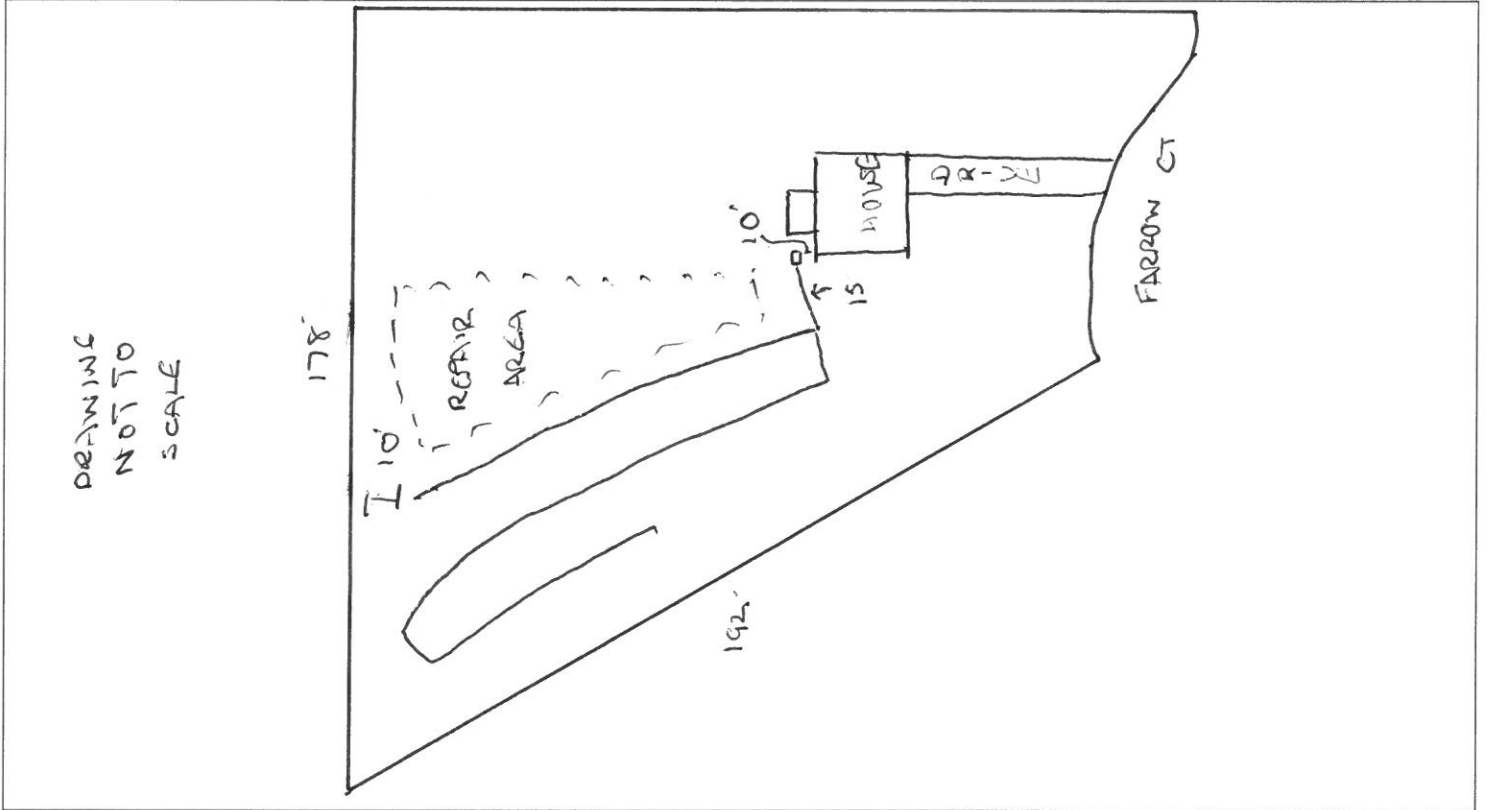 DRAWING
NOT TO
SCALE
178'
10'
REPAIR
AREA
10'
15
HOUSE
DRIVE
FARROW CT
192'